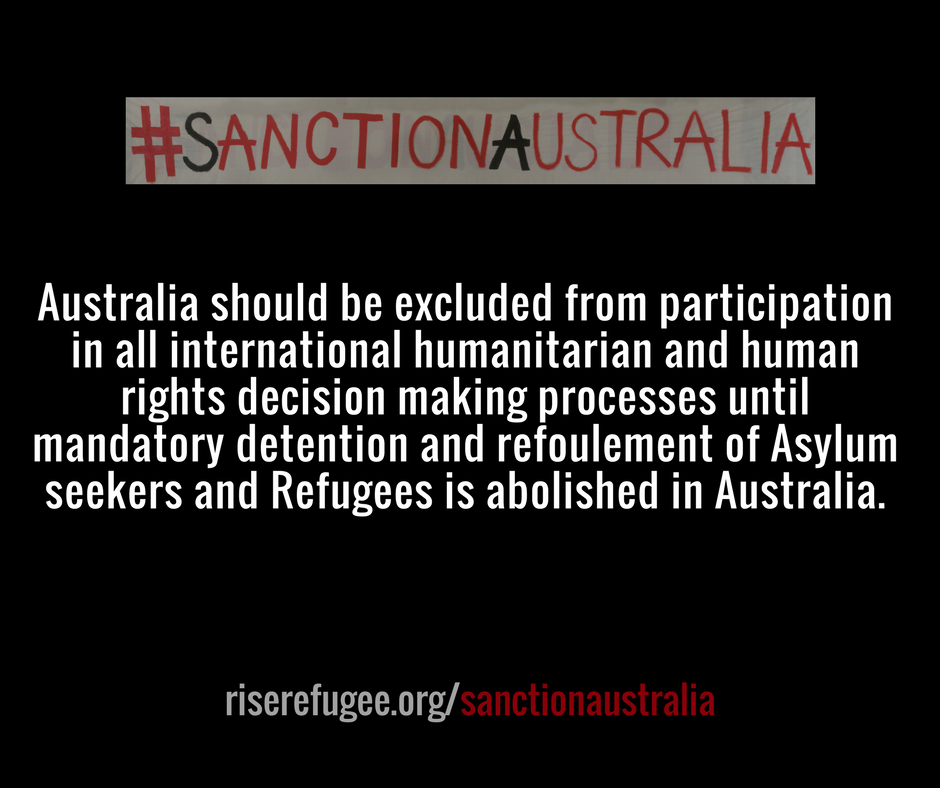 #SANCTIONAUSTRALIA
Australia should be excluded from participation
in all international humanitarian and human
rights decision making processes until
mandatory detention and refoulement of Asylum
seekers and Refugees is abolished in Australia.
riserefugee.org/sanctionaustralia